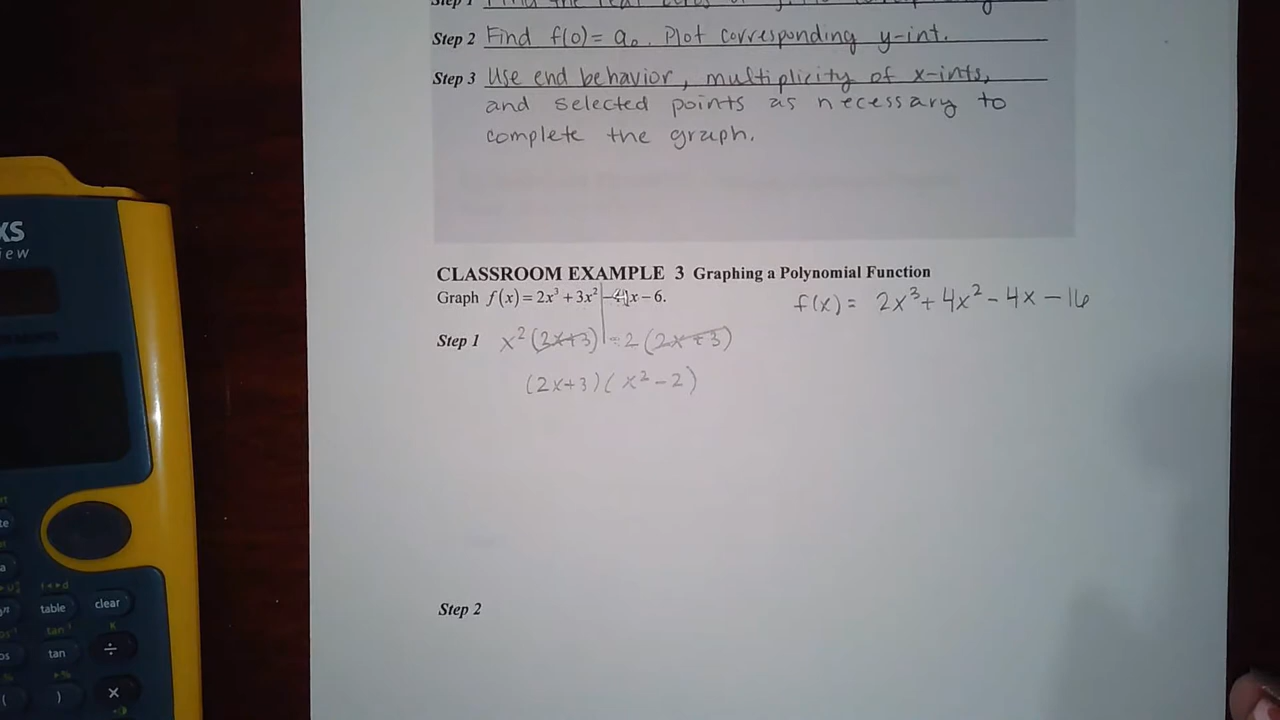 Step 2 Find f(0) = a₀. Plot corresponding y-int.
Step 3 Use end behavior, multiplicity of x-ints,
and selected points as necessary to
complete the graph.
CLASSROOM EXAMPLE 3 Graphing a Polynomial Function
Graph f(x) = 2x³ + 3x² - 4x - 6.
f(x) = 2x³ + 4x² - 4x - 16
Step 1 x²(2x+3) - 2(2x+3)
(2x+3)(x² - 2)
Step 2
table
clear
tan⁻¹
tan
÷
(
)
×